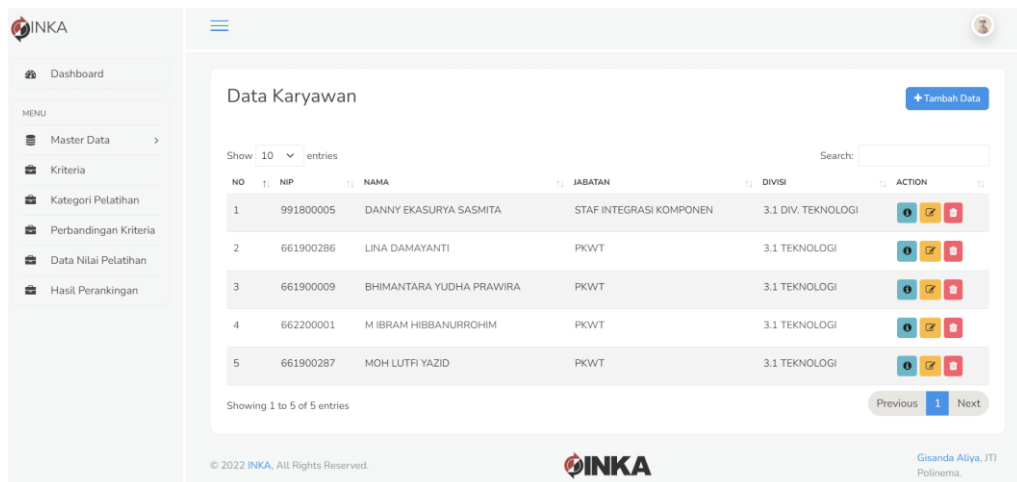 INKA
Dashboard
MENU
Master Data
Kriteria
Kategori Pelatihan
Perbandingan Kriteria
Data Nilai Pelatihan
Hasil Perankingan
Data Karyawan
+ Tambah Data
Show 10 entries
Search:
NO NIP NAMA JABATAN DIVISI ACTION
1 991800005 DANNY EKASURYA SASMITA STAF INTEGRASI KOMPONEN 3.1 DIV. TEKNOLOGI
2 661900286 LINA DAMAYANTI PKWT 3.1 TEKNOLOGI
3 661900009 BHIMANTARA YUDHA PRAWIRA PKWT 3.1 TEKNOLOGI
4 662200001 M IBRAM HIBBANURROHIM PKWT 3.1 TEKNOLOGI
5 661900287 MOH LUTFI YAZID PKWT 3.1 TEKNOLOGI
Showing 1 to 5 of 5 entries
Previous 1 Next
© 2022 INKA, All Rights Reserved.
INKA
Gisanda Aliya, JTI
Polinema.